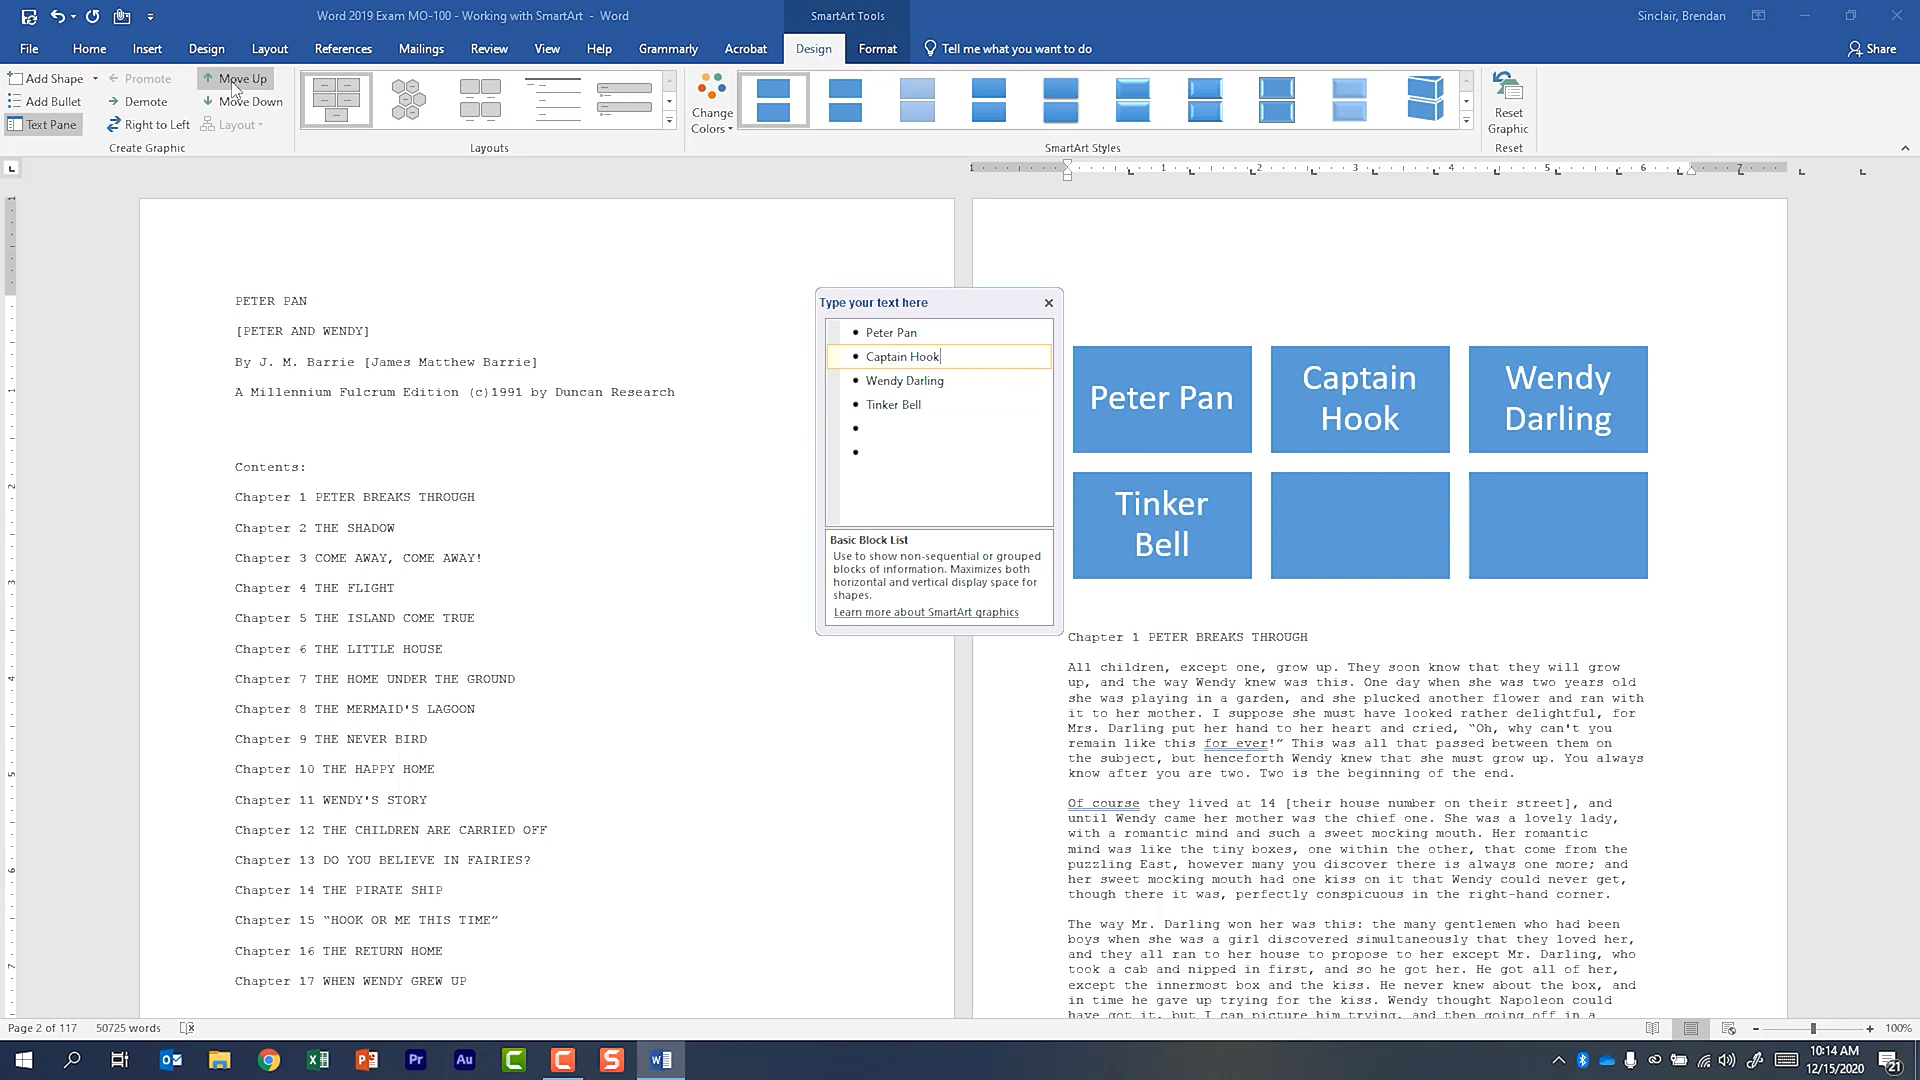 Word 2019 Exam MO-100 - Working with SmartArt - Word
SmartArt Tools
Sinclair, Brendan
File Home Insert Design Layout References Mailings Review View Help Grammarly Acrobat Design Format Tell me what you want to do Share
Add Shape Promote Move Up
Add Bullet Demote Move Down
Text Pane Right to Left Layout
Create Graphic
Layouts
Change Colors
SmartArt Styles
Reset Graphic
Reset
1 1 2 3 4 5 6 7
PETER PAN
[PETER AND WENDY]
By J. M. Barrie [James Matthew Barrie]
A Millennium Fulcrum Edition (c)1991 by Duncan Research
Contents:
Chapter 1 PETER BREAKS THROUGH
Chapter 2 THE SHADOW
Chapter 3 COME AWAY, COME AWAY!
Chapter 4 THE FLIGHT
Chapter 5 THE ISLAND COME TRUE
Chapter 6 THE LITTLE HOUSE
Chapter 7 THE HOME UNDER THE GROUND
Chapter 8 THE MERMAID'S LAGOON
Chapter 9 THE NEVER BIRD
Chapter 10 THE HAPPY HOME
Chapter 11 WENDY'S STORY
Chapter 12 THE CHILDREN ARE CARRIED OFF
Chapter 13 DO YOU BELIEVE IN FAIRIES?
Chapter 14 THE PIRATE SHIP
Chapter 15 “HOOK OR ME THIS TIME”
Chapter 16 THE RETURN HOME
Chapter 17 WHEN WENDY GREW UP
Type your text here
• Peter Pan
• Captain Hook
• Wendy Darling
• Tinker Bell
•
•
Basic Block List
Use to show non-sequential or grouped
blocks of information. Maximizes both
horizontal and vertical display space for
shapes.
Learn more about SmartArt graphics
Peter Pan
Captain
Hook
Wendy
Darling
Tinker
Bell
Chapter 1 PETER BREAKS THROUGH
All children, except one, grow up. They soon know that they will grow
up, and the way Wendy knew was this. One day when she was two years old
she was playing in a garden, and she plucked another flower and ran with
it to her mother. I suppose she must have looked rather delightful, for
Mrs. Darling put her hand to her heart and cried, “Oh, why can't you
remain like this for ever!” This was all that passed between them on
the subject, but henceforth Wendy knew that she must grow up. You always
know after you are two. Two is the beginning of the end.
Of course they lived at 14 [their house number on their street], and
until Wendy came her mother was the chief one. She was a lovely lady,
with a romantic mind and such a sweet mocking mouth. Her romantic
mind was like the tiny boxes, one within the other, that come from the
puzzling East, however many you discover there is always one more; and
her sweet mocking mouth had one kiss on it that Wendy could never get,
though there it was, perfectly conspicuous in the right-hand corner.
The way Mr. Darling won her was this: the many gentlemen who had been
boys when she was a girl discovered simultaneously that they loved her,
and they all ran to her house to propose to her except Mr. Darling, who
took a cab and nipped in first, and so he got her. He got all of her,
except the innermost box and the kiss. He never knew about the box, and
in time he gave up trying for the kiss. Wendy thought Napoleon could
have got it, but I can picture him trying, and then going off in a
Page 2 of 117 50725 words
100%
10:14 AM
12/15/2020
21